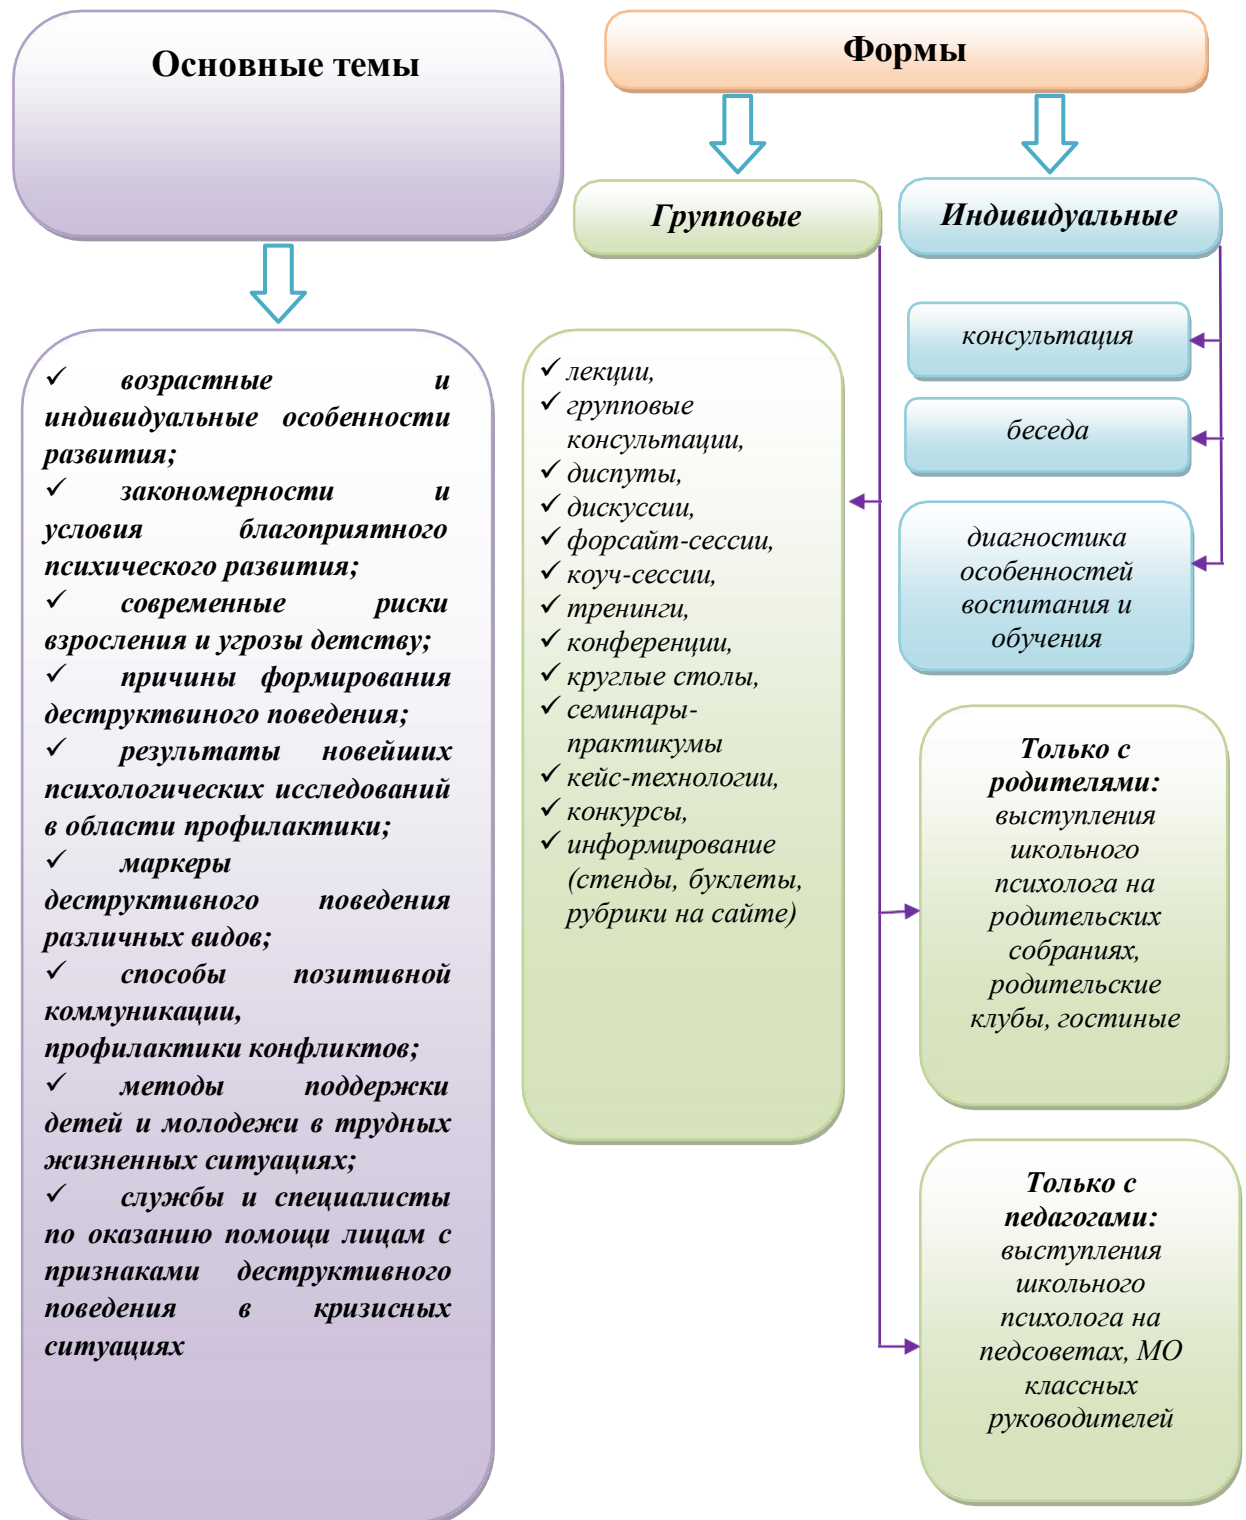 Основные темы
✓ возрастные и
индивидуальные особенности
развития;
✓ закономерности и
условия благоприятного
психического развития;
✓ современные риски
взросления и угрозы детству;
✓ причины формирования
деструктвиного поведения;
✓ результаты новейших
психологических исследований
в области профилактики;
✓ маркеры
деструктивного поведения
различных видов;
✓ способы позитивной
коммуникации,
профилактики конфликтов;
✓ методы поддержки
детей и молодежи в трудных
жизненных ситуациях;
✓ службы и специалисты
по оказанию помощи лицам с
признаками деструктивного
поведения в кризисных
ситуациях
Формы
Групповые
✓ лекции,
✓ групповые
консультации,
✓ диспуты,
✓ дискуссии,
✓ форсайт-сессии,
✓ коуч-сессии,
✓ тренинги,
✓ конференции,
✓ круглые столы,
✓ семинары-
практикумы
✓ кейс-технологии,
✓ конкурсы,
✓ информирование
(стенды, буклеты,
рубрики на сайте)
Индивидуальные
консультация
беседа
диагностика
особенностей
воспитания и
обучения
Только с
родителями:
выступления
школьного
психолога на
родительских
собраниях,
родительские
клубы, гостиные
Только с
педагогами:
выступления
школьного
психолога на
педсоветах, МО
классных
руководителей